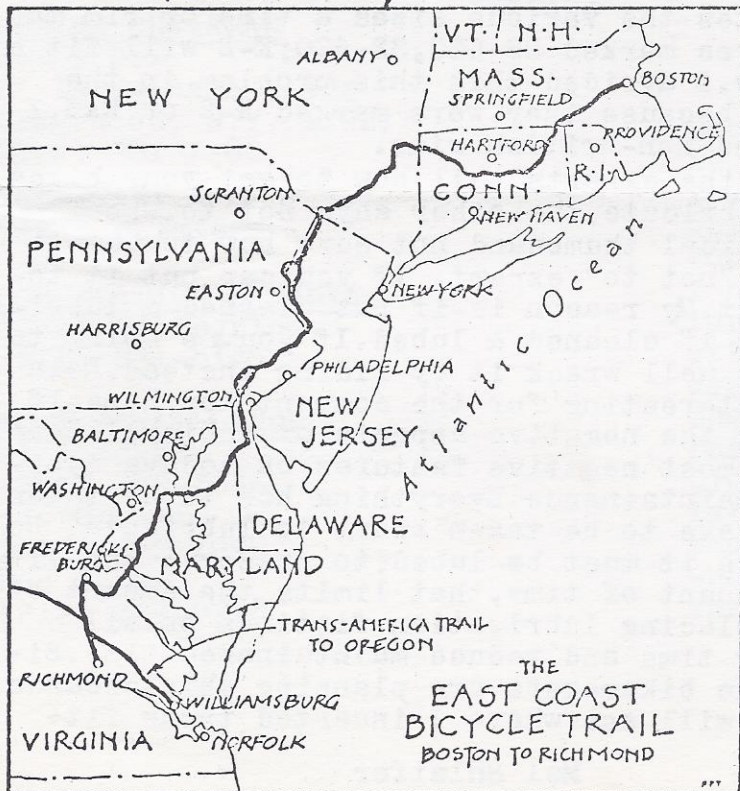 V.T.
N.H.
ALBANY
MASS.
BOSTON
NEW YORK
SPRINGFIELD
PROVIDENCE
HARTFORD
R.I.
SCRANTON
CONN.
NEW HAVEN
PENNSYLVANIA
EASTON
NEW YORK
Atlantic Ocean
HARRISBURG
PHILADELPHIA
WILMINGTON
NEW
JERSEY
BALTIMORE
WASHINGTON
DELAWARE
FREDERICKS-
BURG
MARYLAND
TRANS-AMERICA TRAIL
TO OREGON
RICHMOND
WILLIAMSBURG
VIRGINIA
NORFOLK
THE
EAST COAST
BICYCLE TRAIL
BOSTON TO RICHMOND